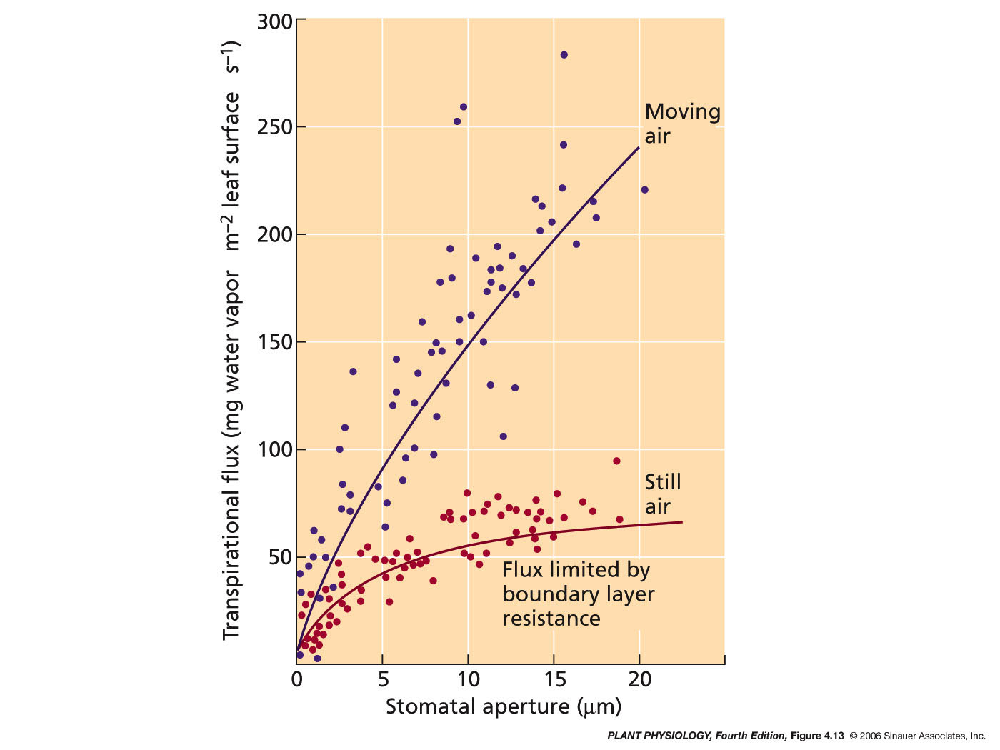 300
250
200
150
100
50
0
5
10
15
20
Transpirational flux (mg water vapor m–2 leaf surface s–1)
Stomatal aperture (µm)
Moving
air
Still
air
Flux limited by
boundary layer
resistance
PLANT PHYSIOLOGY, Fourth Edition, Figure 4.13 © 2006 Sinauer Associates, Inc.